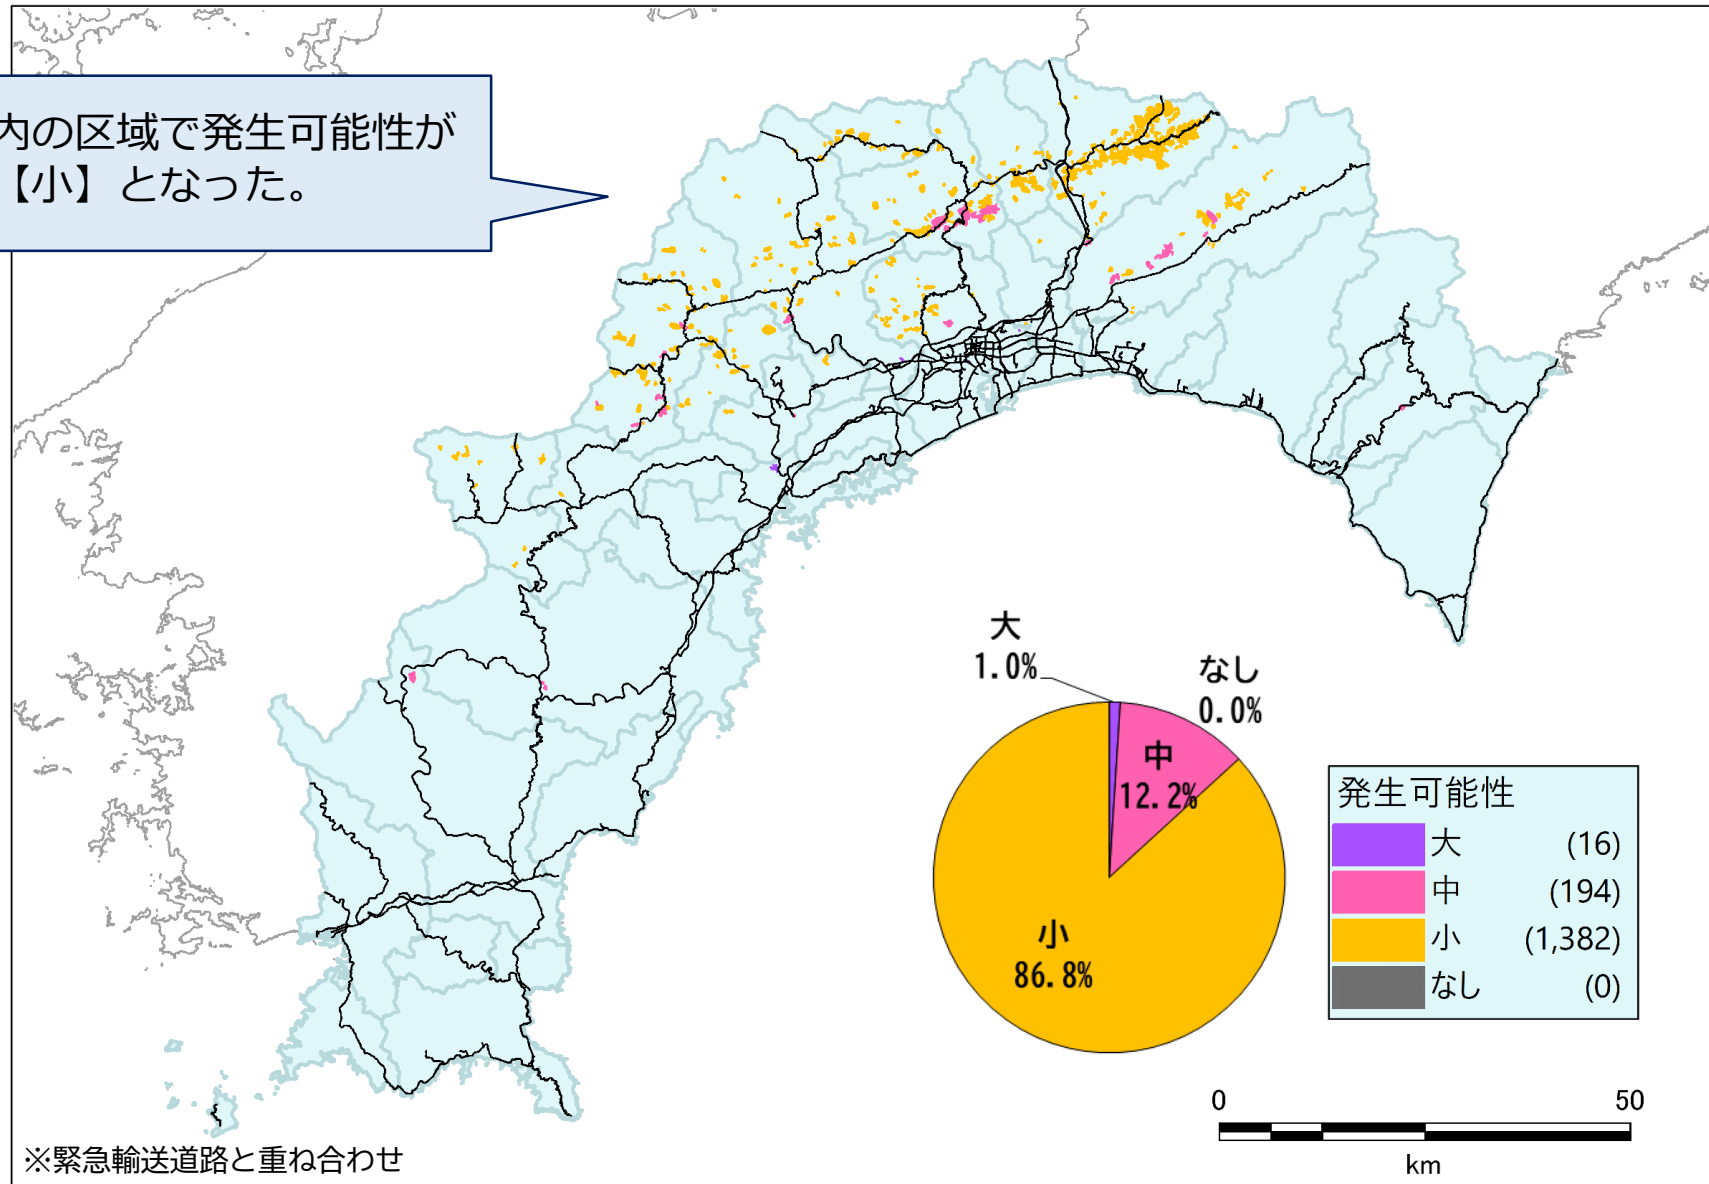 内の区域で発生可能性が
【小】となった。
大
1.0%
なし
0.0%
中
12.2%
小
86.8%
発生可能性
大 (16)
中 (194)
小 (1,382)
なし (0)
0 50
km
※緊急輸送道路と重ね合わせ